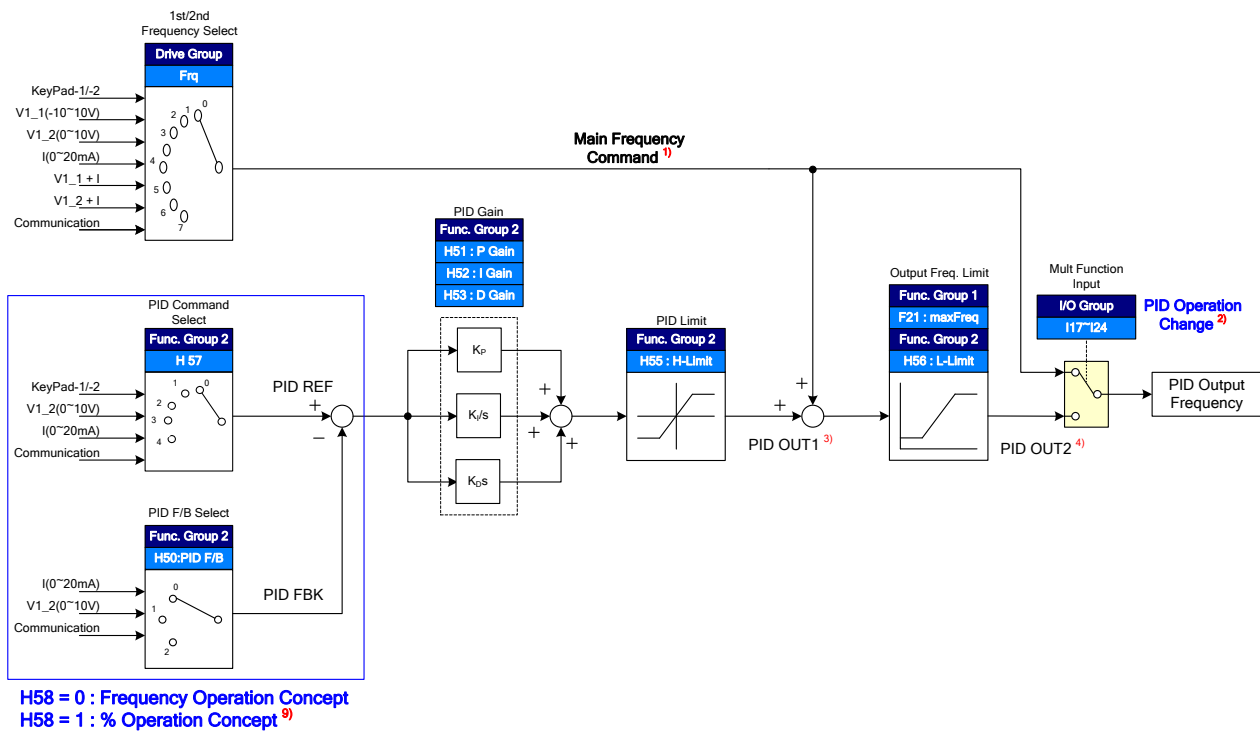 1st/2nd
Frequency Select
Drive Group
Frq
KeyPad-1/-2
V1_1(-10~10V)
V1_2(0~10V)
I(0~20mA)
V1_1 + I
V1_2 + I
Communication
0
1
2
3
4
5
6
7
Main Frequency
Command 1)
PID Gain
Func. Group 2
H51 : P Gain
H52 : I Gain
H53 : D Gain
KP
KI/s
KDs
PID Command
Select
Func. Group 2
H 57
KeyPad-1/-2
V1_2(0~10V)
I(0~20mA)
Communication
0
1
2
3
4
PID REF
+
−
+
+
+
PID Limit
Func. Group 2
H55 : H-Limit
PID OUT1 3)
+
+
Output Freq. Limit
Func. Group 1
F21 : maxFreq
Func. Group 2
H56 : L-Limit
PID OUT2 4)
Mult Function
Input
I/O Group
I17~I24
PID Operation
Change 2)
PID Output
Frequency
PID F/B Select
Func. Group 2
H50:PID F/B
I(0~20mA)
V1_2(0~10V)
Communication
0
1
2
PID FBK
H58 = 0 : Frequency Operation Concept
H58 = 1 : % Operation Concept 9)